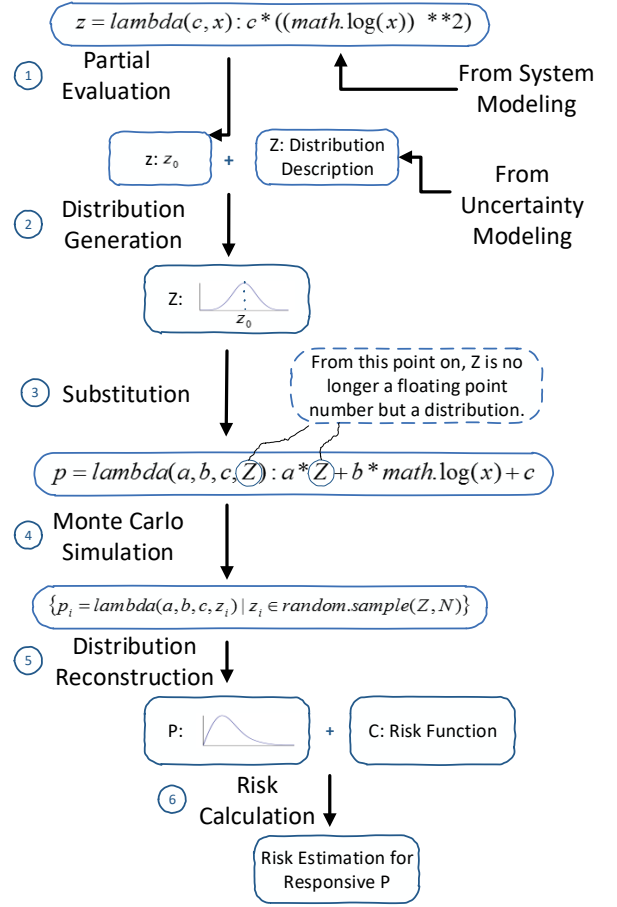 z = lambda(c, x): c * ((math.log(x)) **2)
1
Partial
Evaluation
From System
Modeling
z: z₀
+
Z: Distribution
Description
From
Uncertainty
Modeling
2
Distribution
Generation
Z:
z₀
3
Substitution
From this point on, Z is no
longer a floating point
number but a distribution.
p = lambda(a, b, c, Z): a * Z + b * math.log(x) + c
4
Monte Carlo
Simulation
{pᵢ = lambda(a, b, c, zᵢ) | zᵢ ∈ random.sample(Z, N)}
5
Distribution
Reconstruction
P:
+
C: Risk Function
6
Risk
Calculation
Risk Estimation for
Responsive P